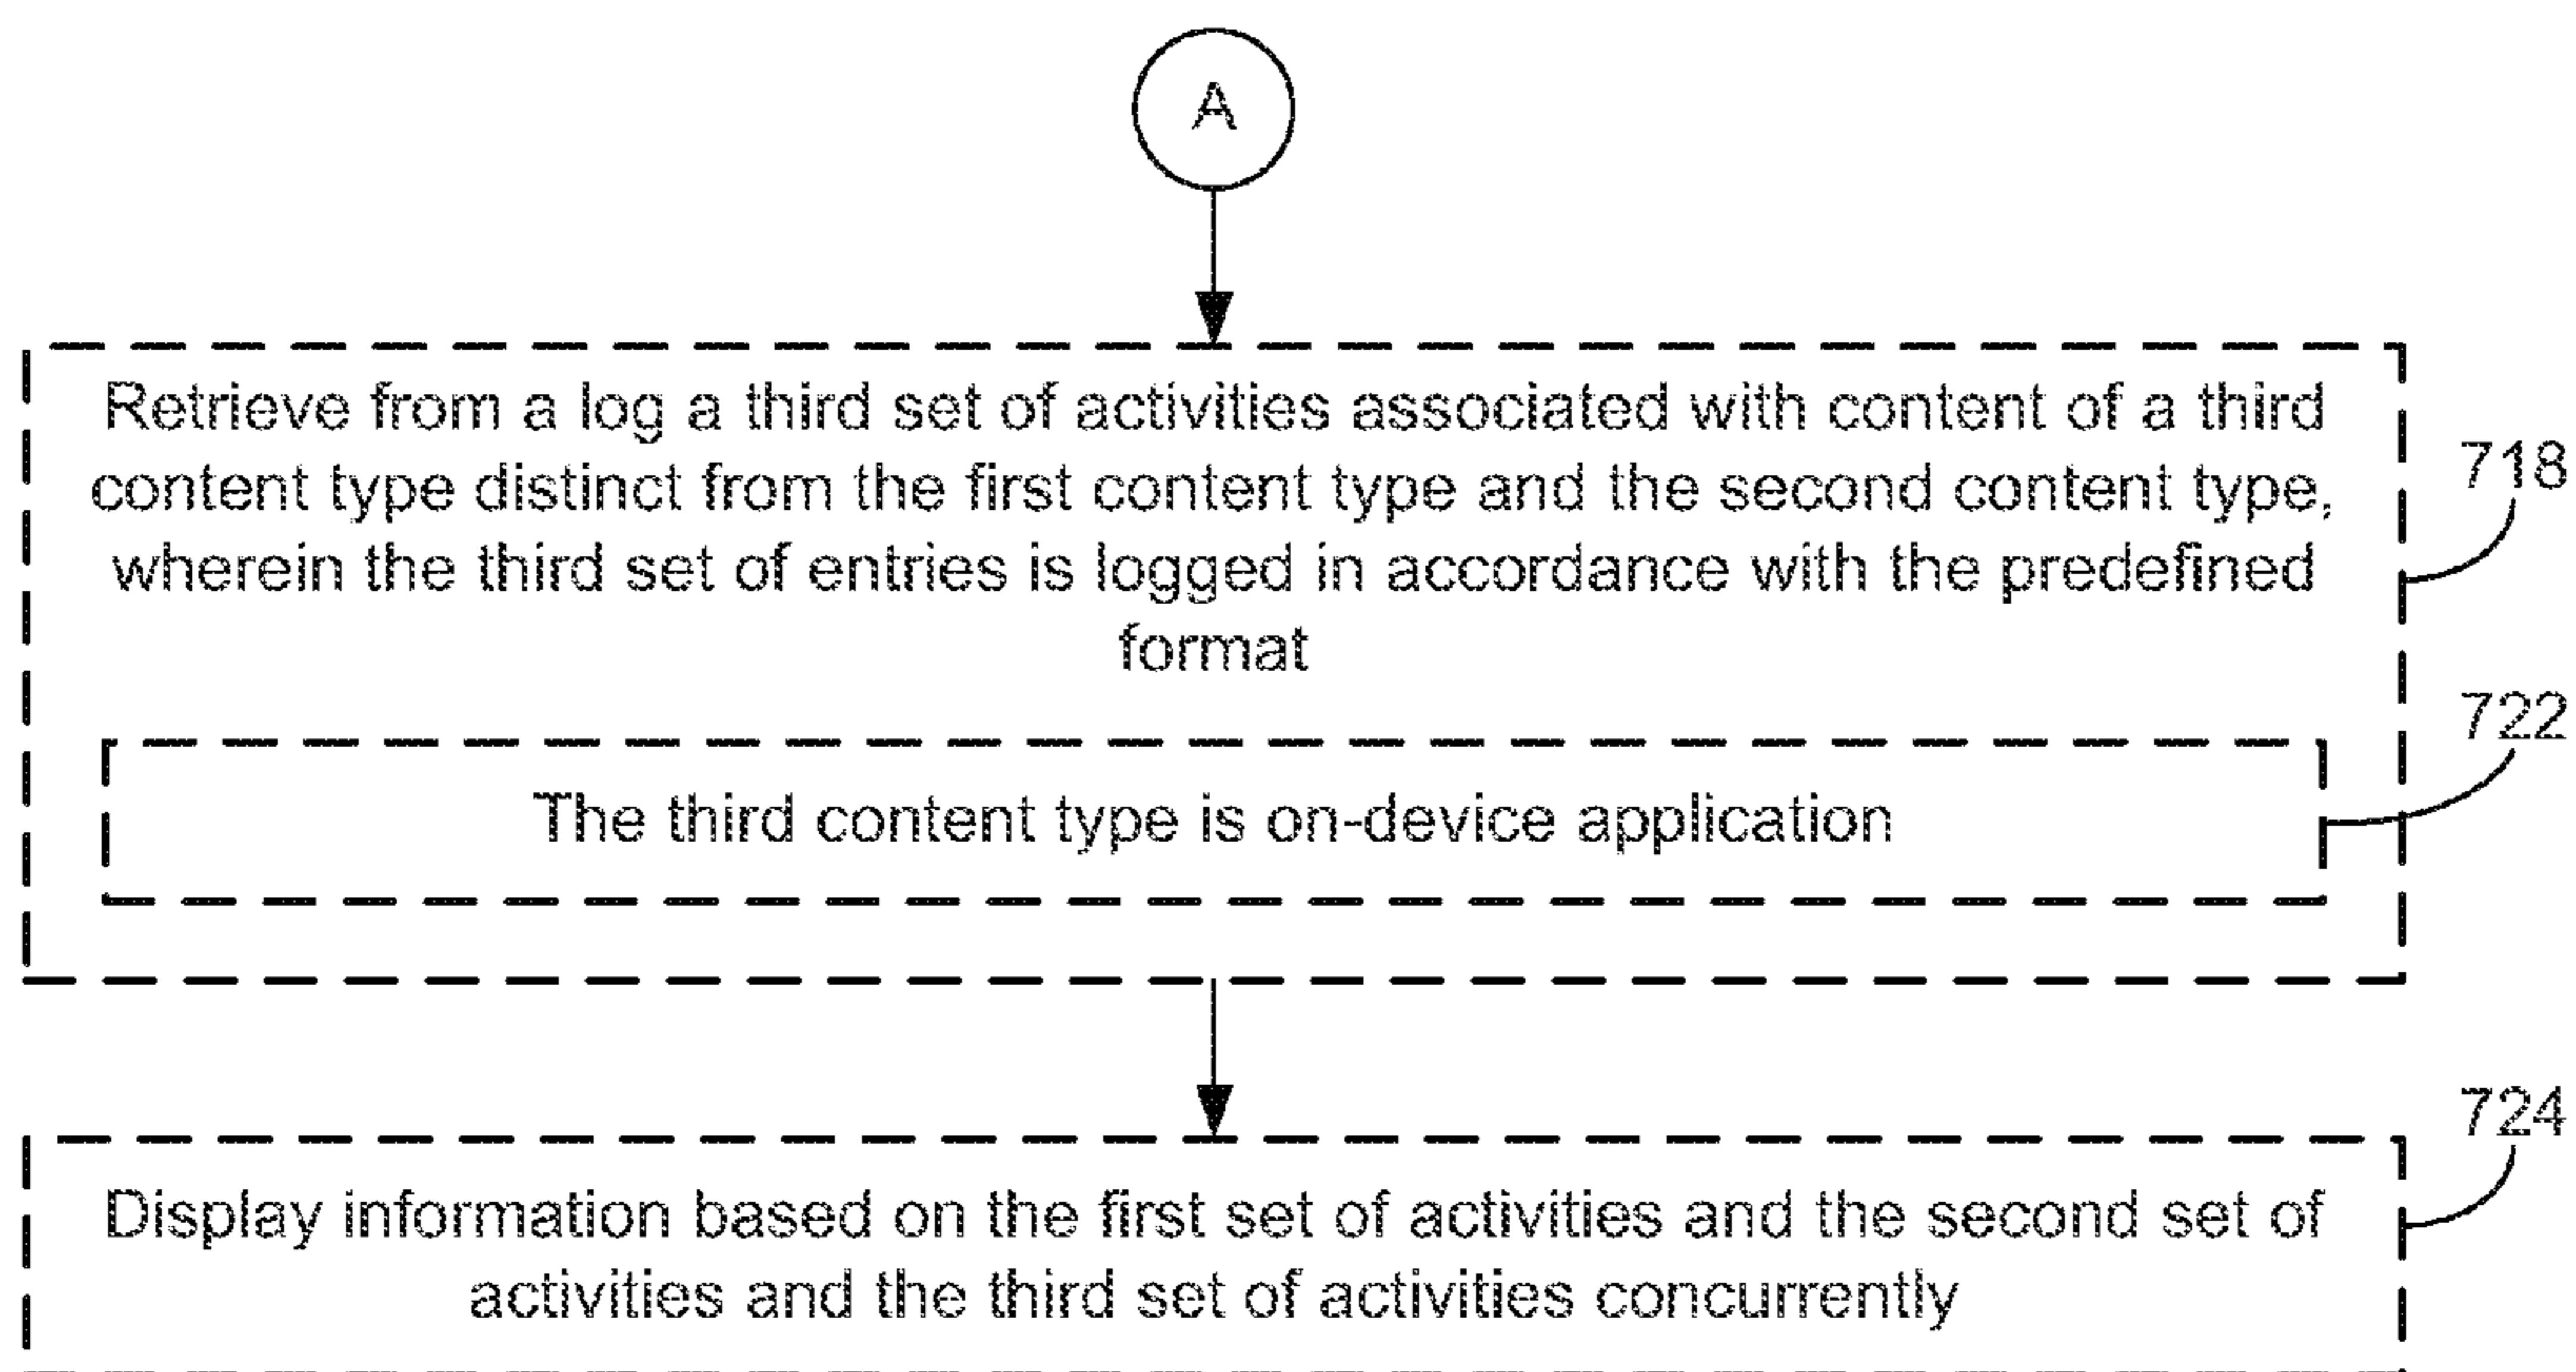 A
Retrieve from a log a third set of activities associated with content of a third
content type distinct from the first content type and the second content type,
wherein the third set of entries is logged in accordance with the predefined
format
718
The third content type is on-device application
722
Display information based on the first set of activities and the second set of
activities and the third set of activities concurrently
724